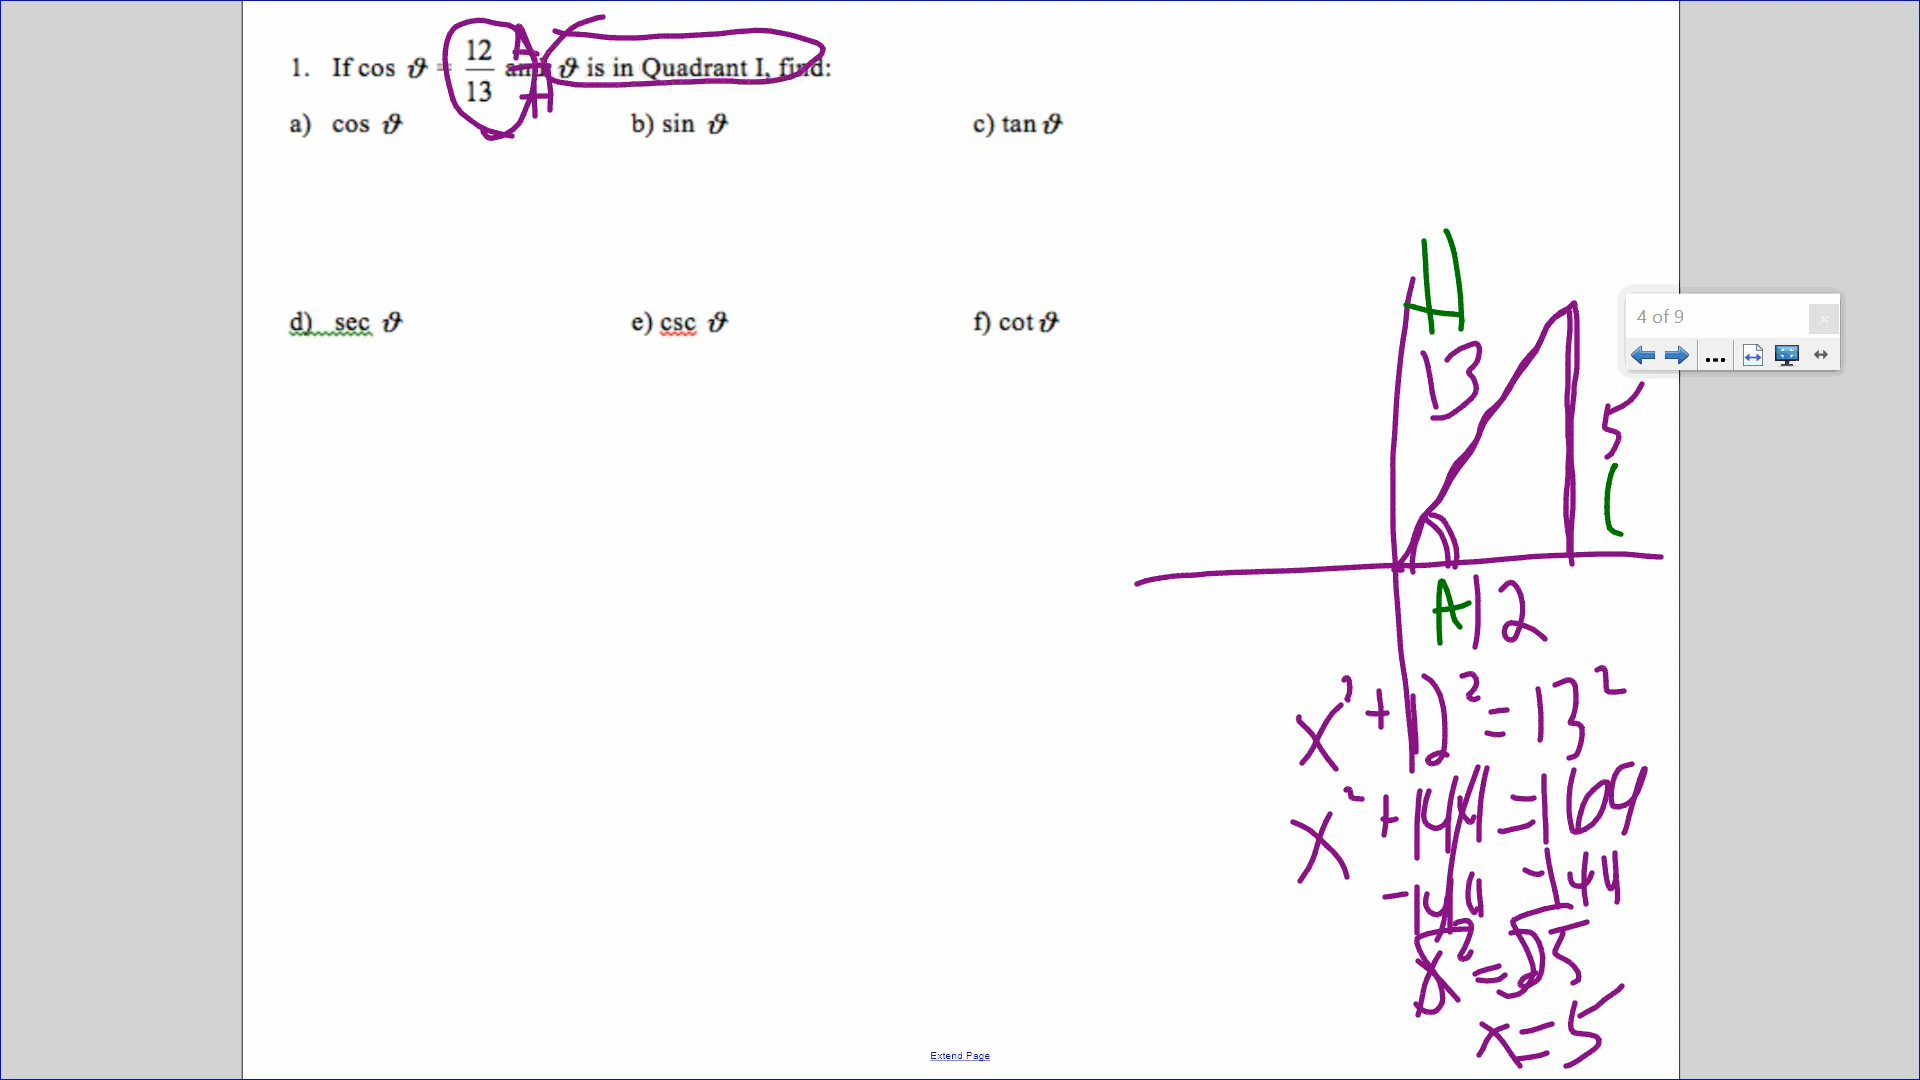 1. If cos ϑ = 12/13 and ϑ is in Quadrant I, find:
A
H
a) cos ϑ b) sin ϑ c) tan ϑ
d) sec ϑ e) csc ϑ f) cot ϑ
H
13
4 of 9
5
A 12
x² + 12² = 13²
x² + 144 = 169
-144 -144
√x² = √25
x = 5
Extend Page